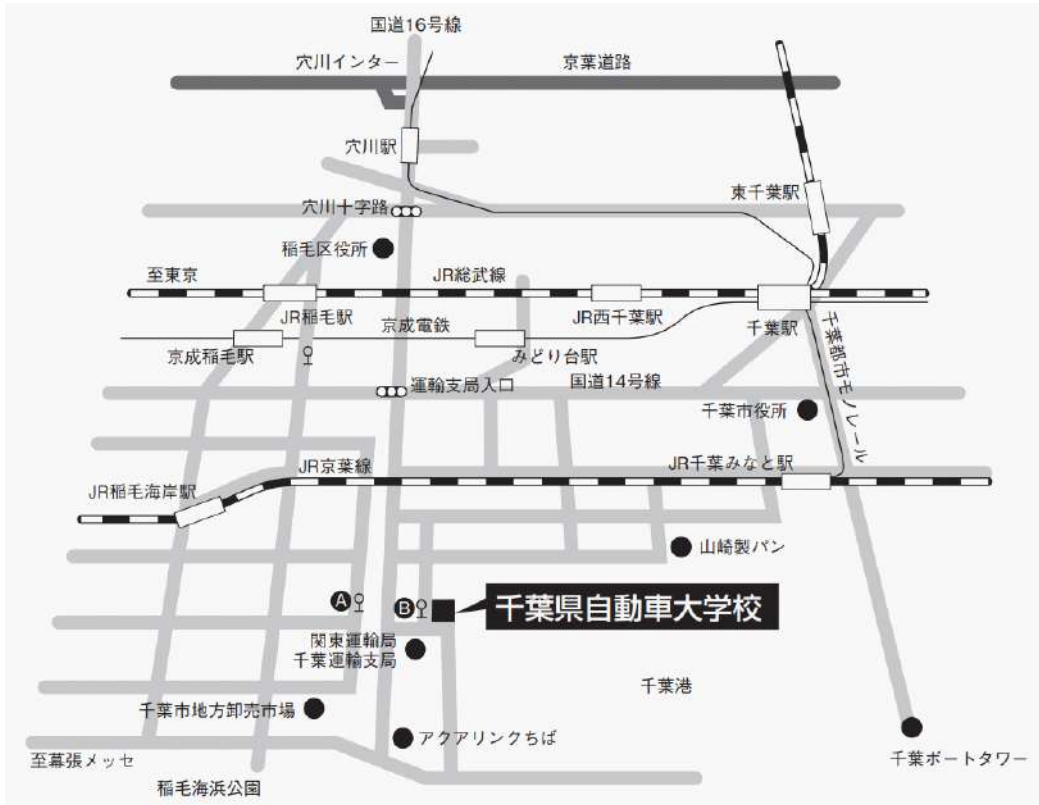 国道16号線
穴川インター
京葉道路
穴川駅
東千葉駅
穴川十字路
稲毛区役所
至東京
JR総武線
JR稲毛駅
京成電鉄
JR西千葉駅
千葉駅
京成稲毛駅
みどり台駅
千葉都市モノレール
運輸支局入口
国道14号線
千葉市役所
JR京葉線
JR千葉みなと駅
JR稲毛海岸駅
山崎製パン
A
B
千葉県自動車大学校
関東運輸局
千葉運輸支局
千葉港
千葉市地方卸売市場
アクアリンクちば
至幕張メッセ
千葉ポートタワー
稲毛海浜公園